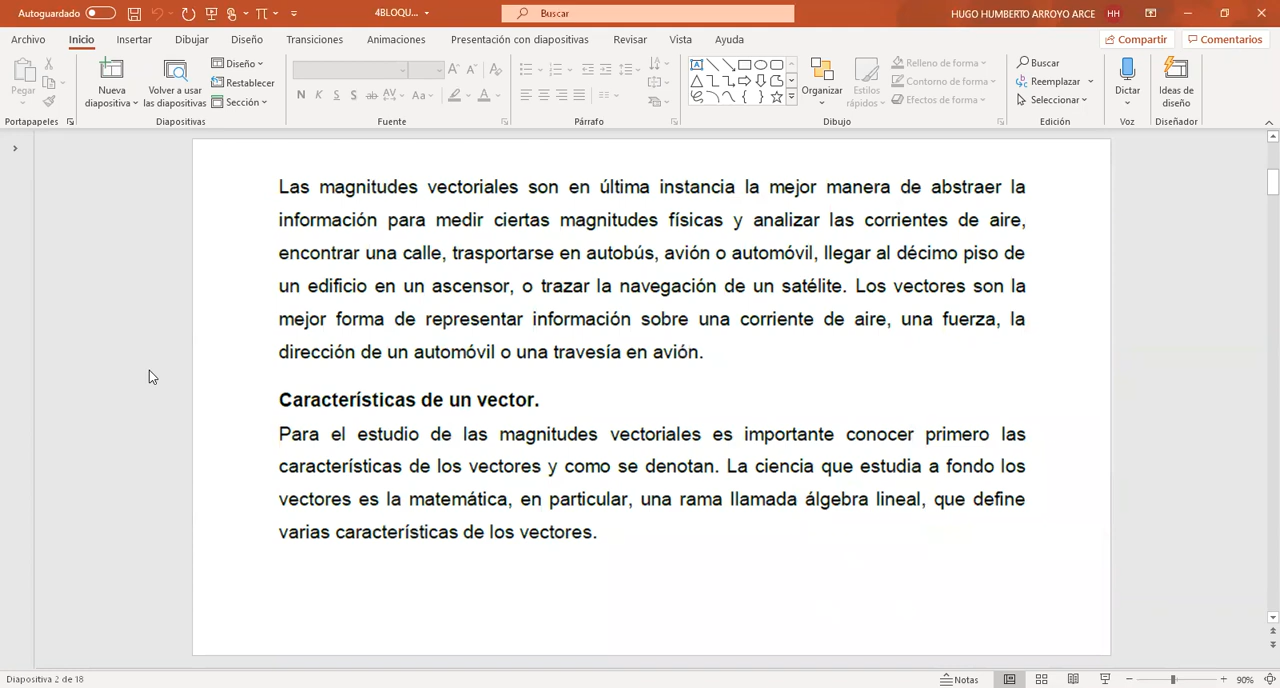 Autoguardado
4BLOQU...
Buscar
HUGO HUMBERTO ARROYO ARCE
HH
Archivo
Inicio
Insertar
Dibujar
Diseño
Transiciones
Animaciones
Presentación con diapositivas
Revisar
Vista
Ayuda
Compartir
Comentarios
Pegar
Nueva diapositiva
Volver a usar las diapositivas
Diseño
Restablecer
Sección
N K S S ab AV Aa A
Organizar
Estilos rápidos
Relleno de forma
Contorno de forma
Efectos de forma
Buscar
Reemplazar
Seleccionar
Dictar
Ideas de diseño
Portapapeles
Diapositivas
Fuente
Párrafo
Dibujo
Edición
Voz
Diseñador
Las magnitudes vectoriales son en última instancia la mejor manera de abstraer la
información para medir ciertas magnitudes físicas y analizar las corrientes de aire,
encontrar una calle, trasportarse en autobús, avión o automóvil, llegar al décimo piso de
un edificio en un ascensor, o trazar la navegación de un satélite. Los vectores son la
mejor forma de representar información sobre una corriente de aire, una fuerza, la
dirección de un automóvil o una travesía en avión.
Características de un vector.
Para el estudio de las magnitudes vectoriales es importante conocer primero las
características de los vectores y como se denotan. La ciencia que estudia a fondo los
vectores es la matemática, en particular, una rama llamada álgebra lineal, que define
varias características de los vectores.
Diapositiva 2 de 18
Notas
90%